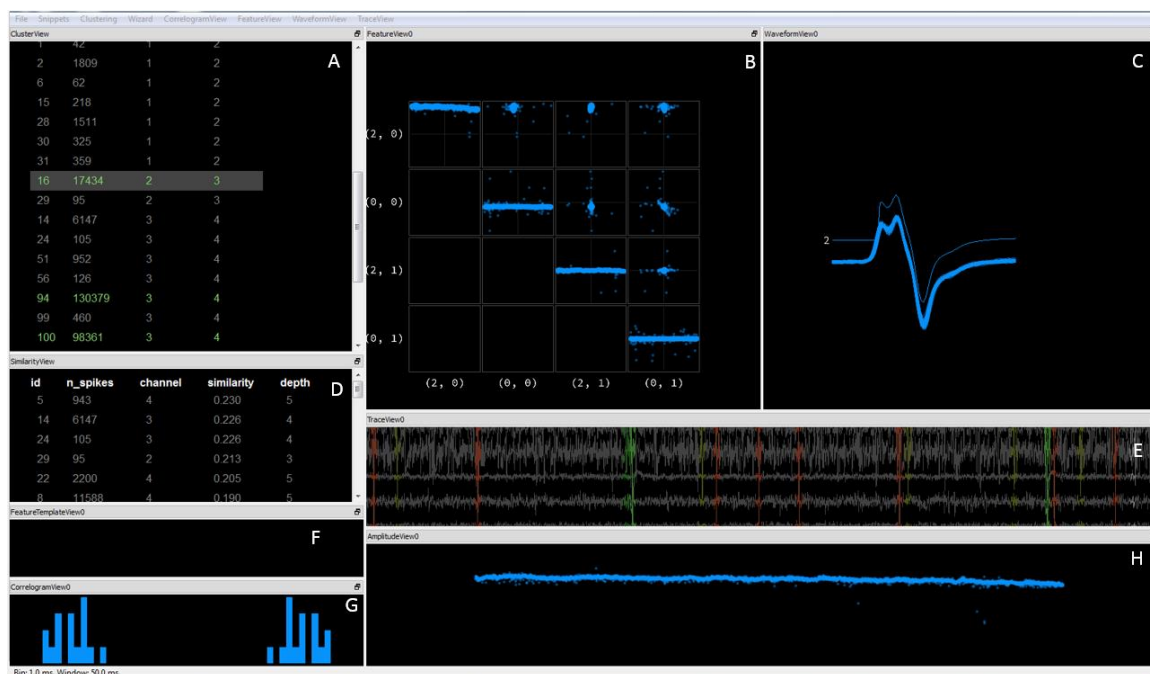 File Snippets Clustering Wizard CorrelogramView FeatureView WaveformView TraceView
ClusterView
A
1 42 1 2
2 1809 1 2
6 62 1 2
15 218 1 2
28 1511 1 2
30 325 1 2
31 359 1 2
16 17434 2 3
29 95 2 3
14 6147 3 4
24 105 3 4
51 952 3 4
56 126 3 4
94 130379 3 4
99 460 3 4
100 98361 3 4
SimilarityView
D
id n_spikes channel similarity depth
5 943 4 0.230 5
14 6147 3 0.226 4
24 105 3 0.226 4
29 95 2 0.213 3
22 2200 4 0.205 5
8 11588 4 0.190 5
FeatureTemplateView0
F
CorrelogramView0
G
Bin: 1.0 ms. Window: 50.0 ms.
FeatureView0
B
(2, 0)
(0, 0)
(2, 1)
(0, 1)
(2, 0) (0, 0) (2, 1) (0, 1)
WaveformView0
C
2
TraceView0
E
AmplitudeView0
H